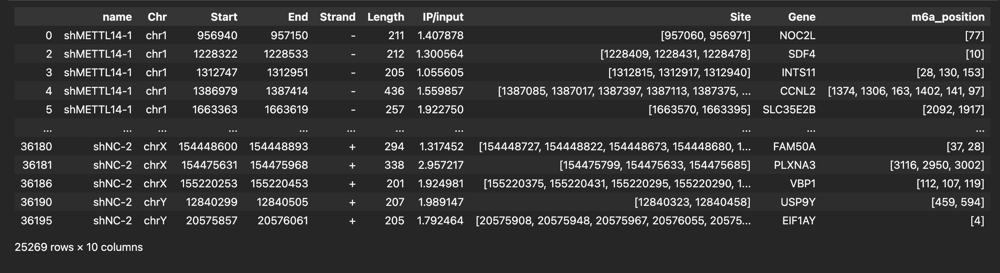 name Chr Start End Strand Length IP/input Site Gene m6a_position
0 shMETTL14-1 chr1 956940 957150 - 211 1.407878 [957060, 956971] NOC2L [77]
2 shMETTL14-1 chr1 1228322 1228533 - 212 1.300564 [1228409, 1228431, 1228478] SDF4 [10]
3 shMETTL14-1 chr1 1312747 1312951 - 205 1.055605 [1312815, 1312917, 1312940] INTS11 [28, 130, 153]
4 shMETTL14-1 chr1 1386979 1387414 - 436 1.559857 [1387085, 1387017, 1387397, 1387113, 1387375, ... CCNL2 [1374, 1306, 163, 1402, 141, 97]
5 shMETTL14-1 chr1 1663363 1663619 - 257 1.922750 [1663570, 1663395] SLC35E2B [2092, 1917]
... ... ... ... ... ... ... ... ... ... ...
36180 shNC-2 chrX 154448600 154448893 + 294 1.317452 [154448727, 154448822, 154448673, 154448680, 1... FAM50A [37, 28]
36181 shNC-2 chrX 154475631 154475968 + 338 2.957217 [154475799, 154475633, 154475685] PLXNA3 [3116, 2950, 3002]
36186 shNC-2 chrX 155220253 155220453 + 201 1.924981 [155220375, 155220431, 155220295, 155220290, 1... VBP1 [112, 107, 119]
36190 shNC-2 chrY 12840299 12840505 + 207 1.989147 [12840323, 12840458] USP9Y [459, 594]
36195 shNC-2 chrY 20575857 20576061 + 205 1.792464 [20575908, 20575948, 20575967, 20576055, 20575... EIF1AY [4]
25269 rows × 10 columns